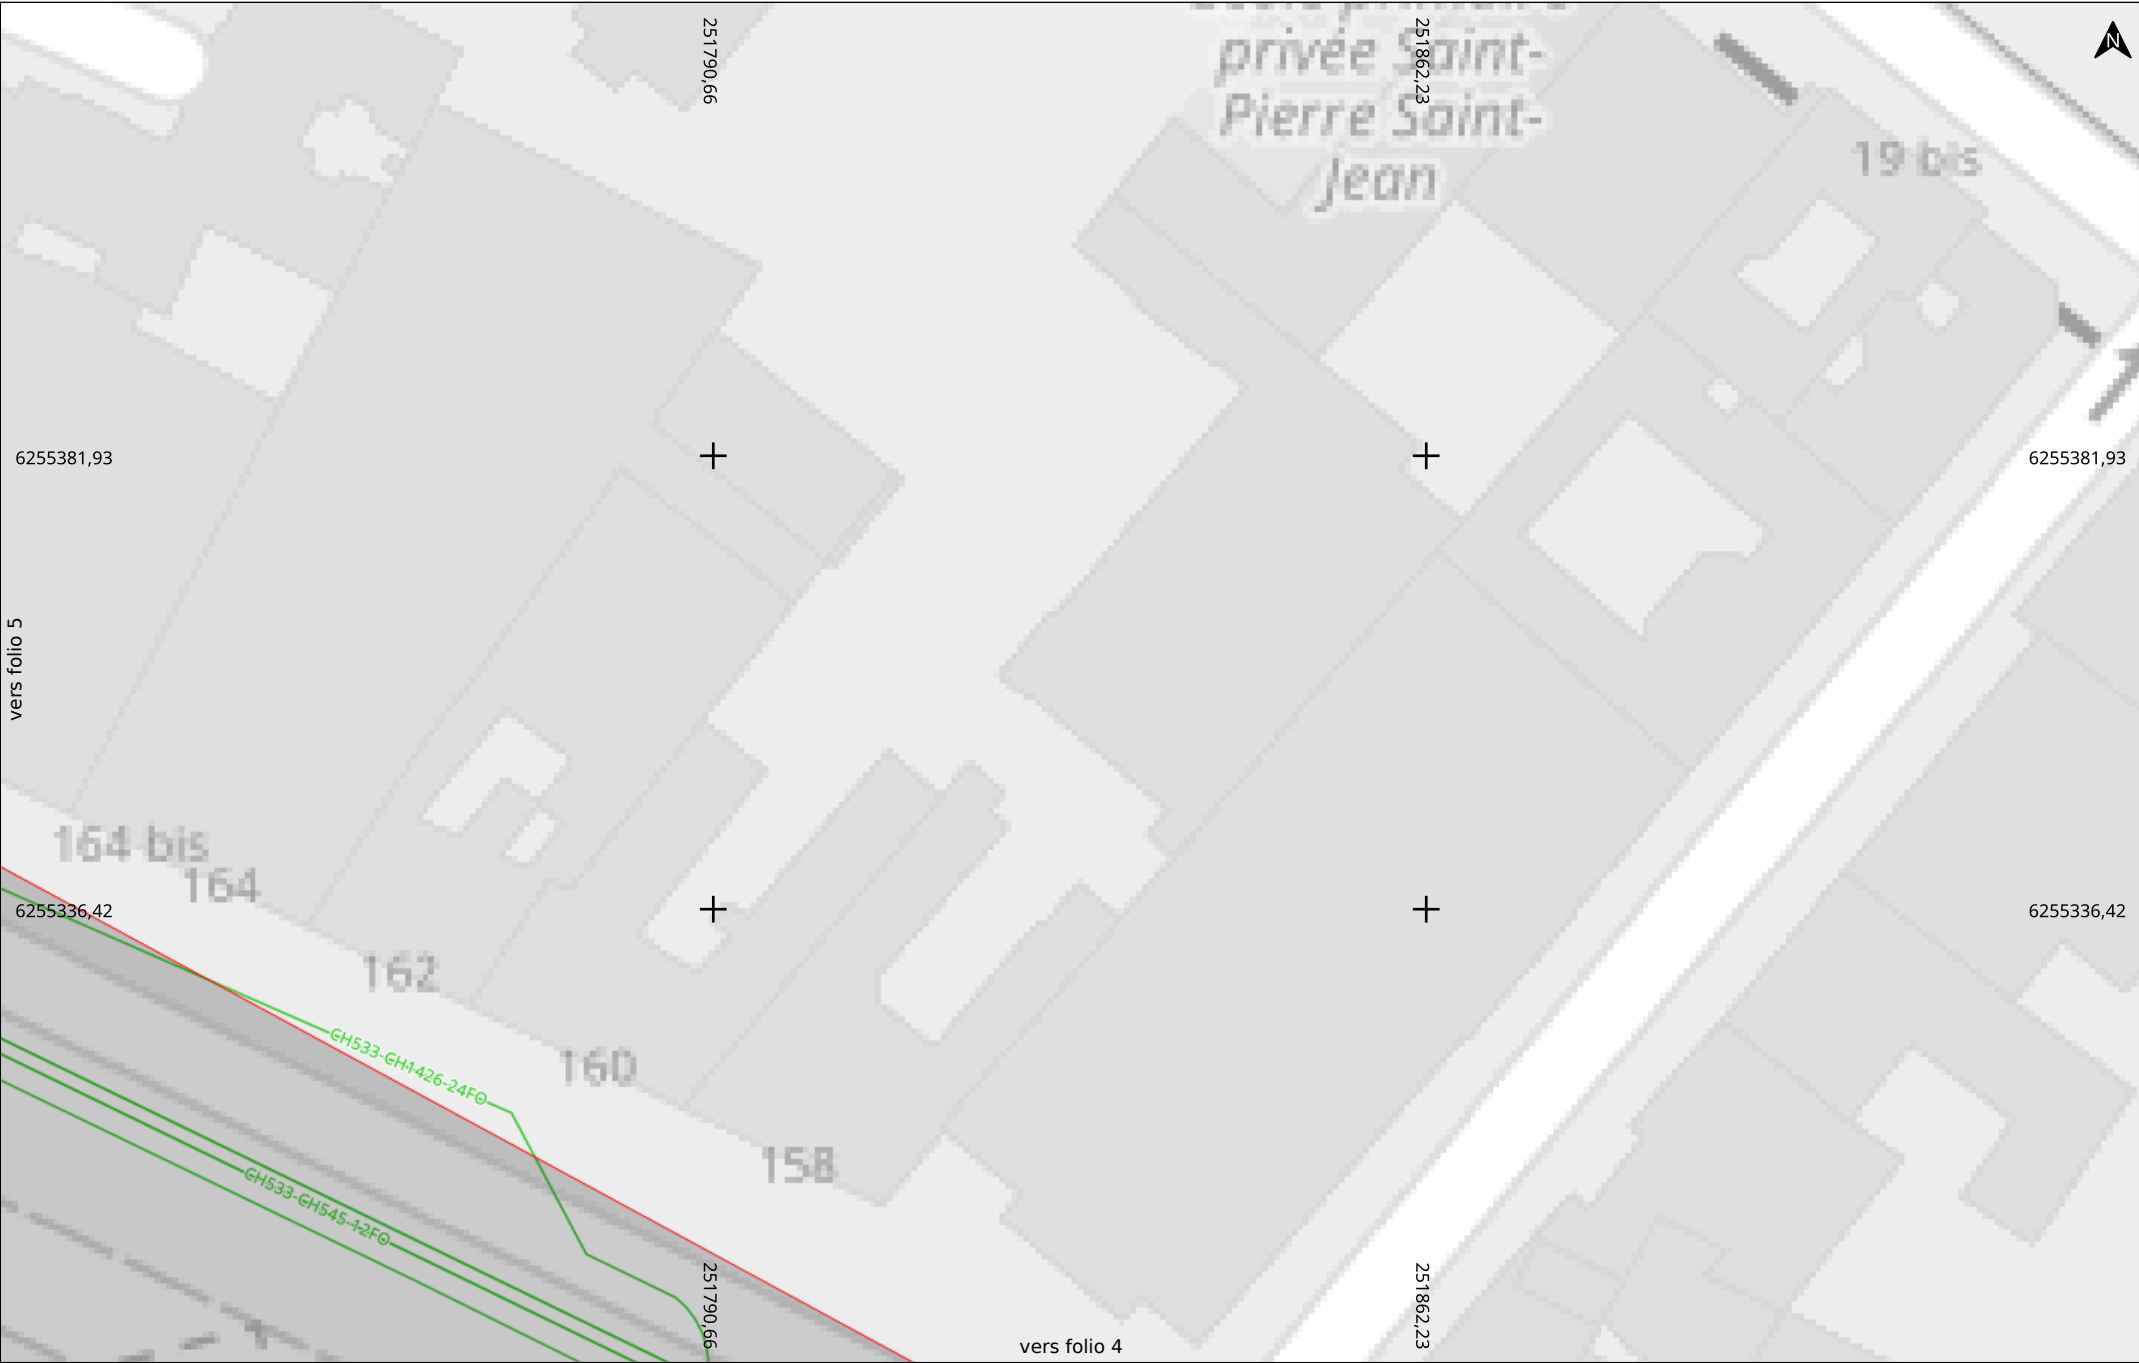 privée Saint-
Pierre Saint-
Jean
251790,66
251862,23
N
19 bis
6255381,93
6255381,93
vers folio 5
164 bis
164
6255336,42
6255336,42
162
CH533-CH1426-24FO
160
158
CH533-CH545-12FO
251790,66
251862,23
vers folio 4